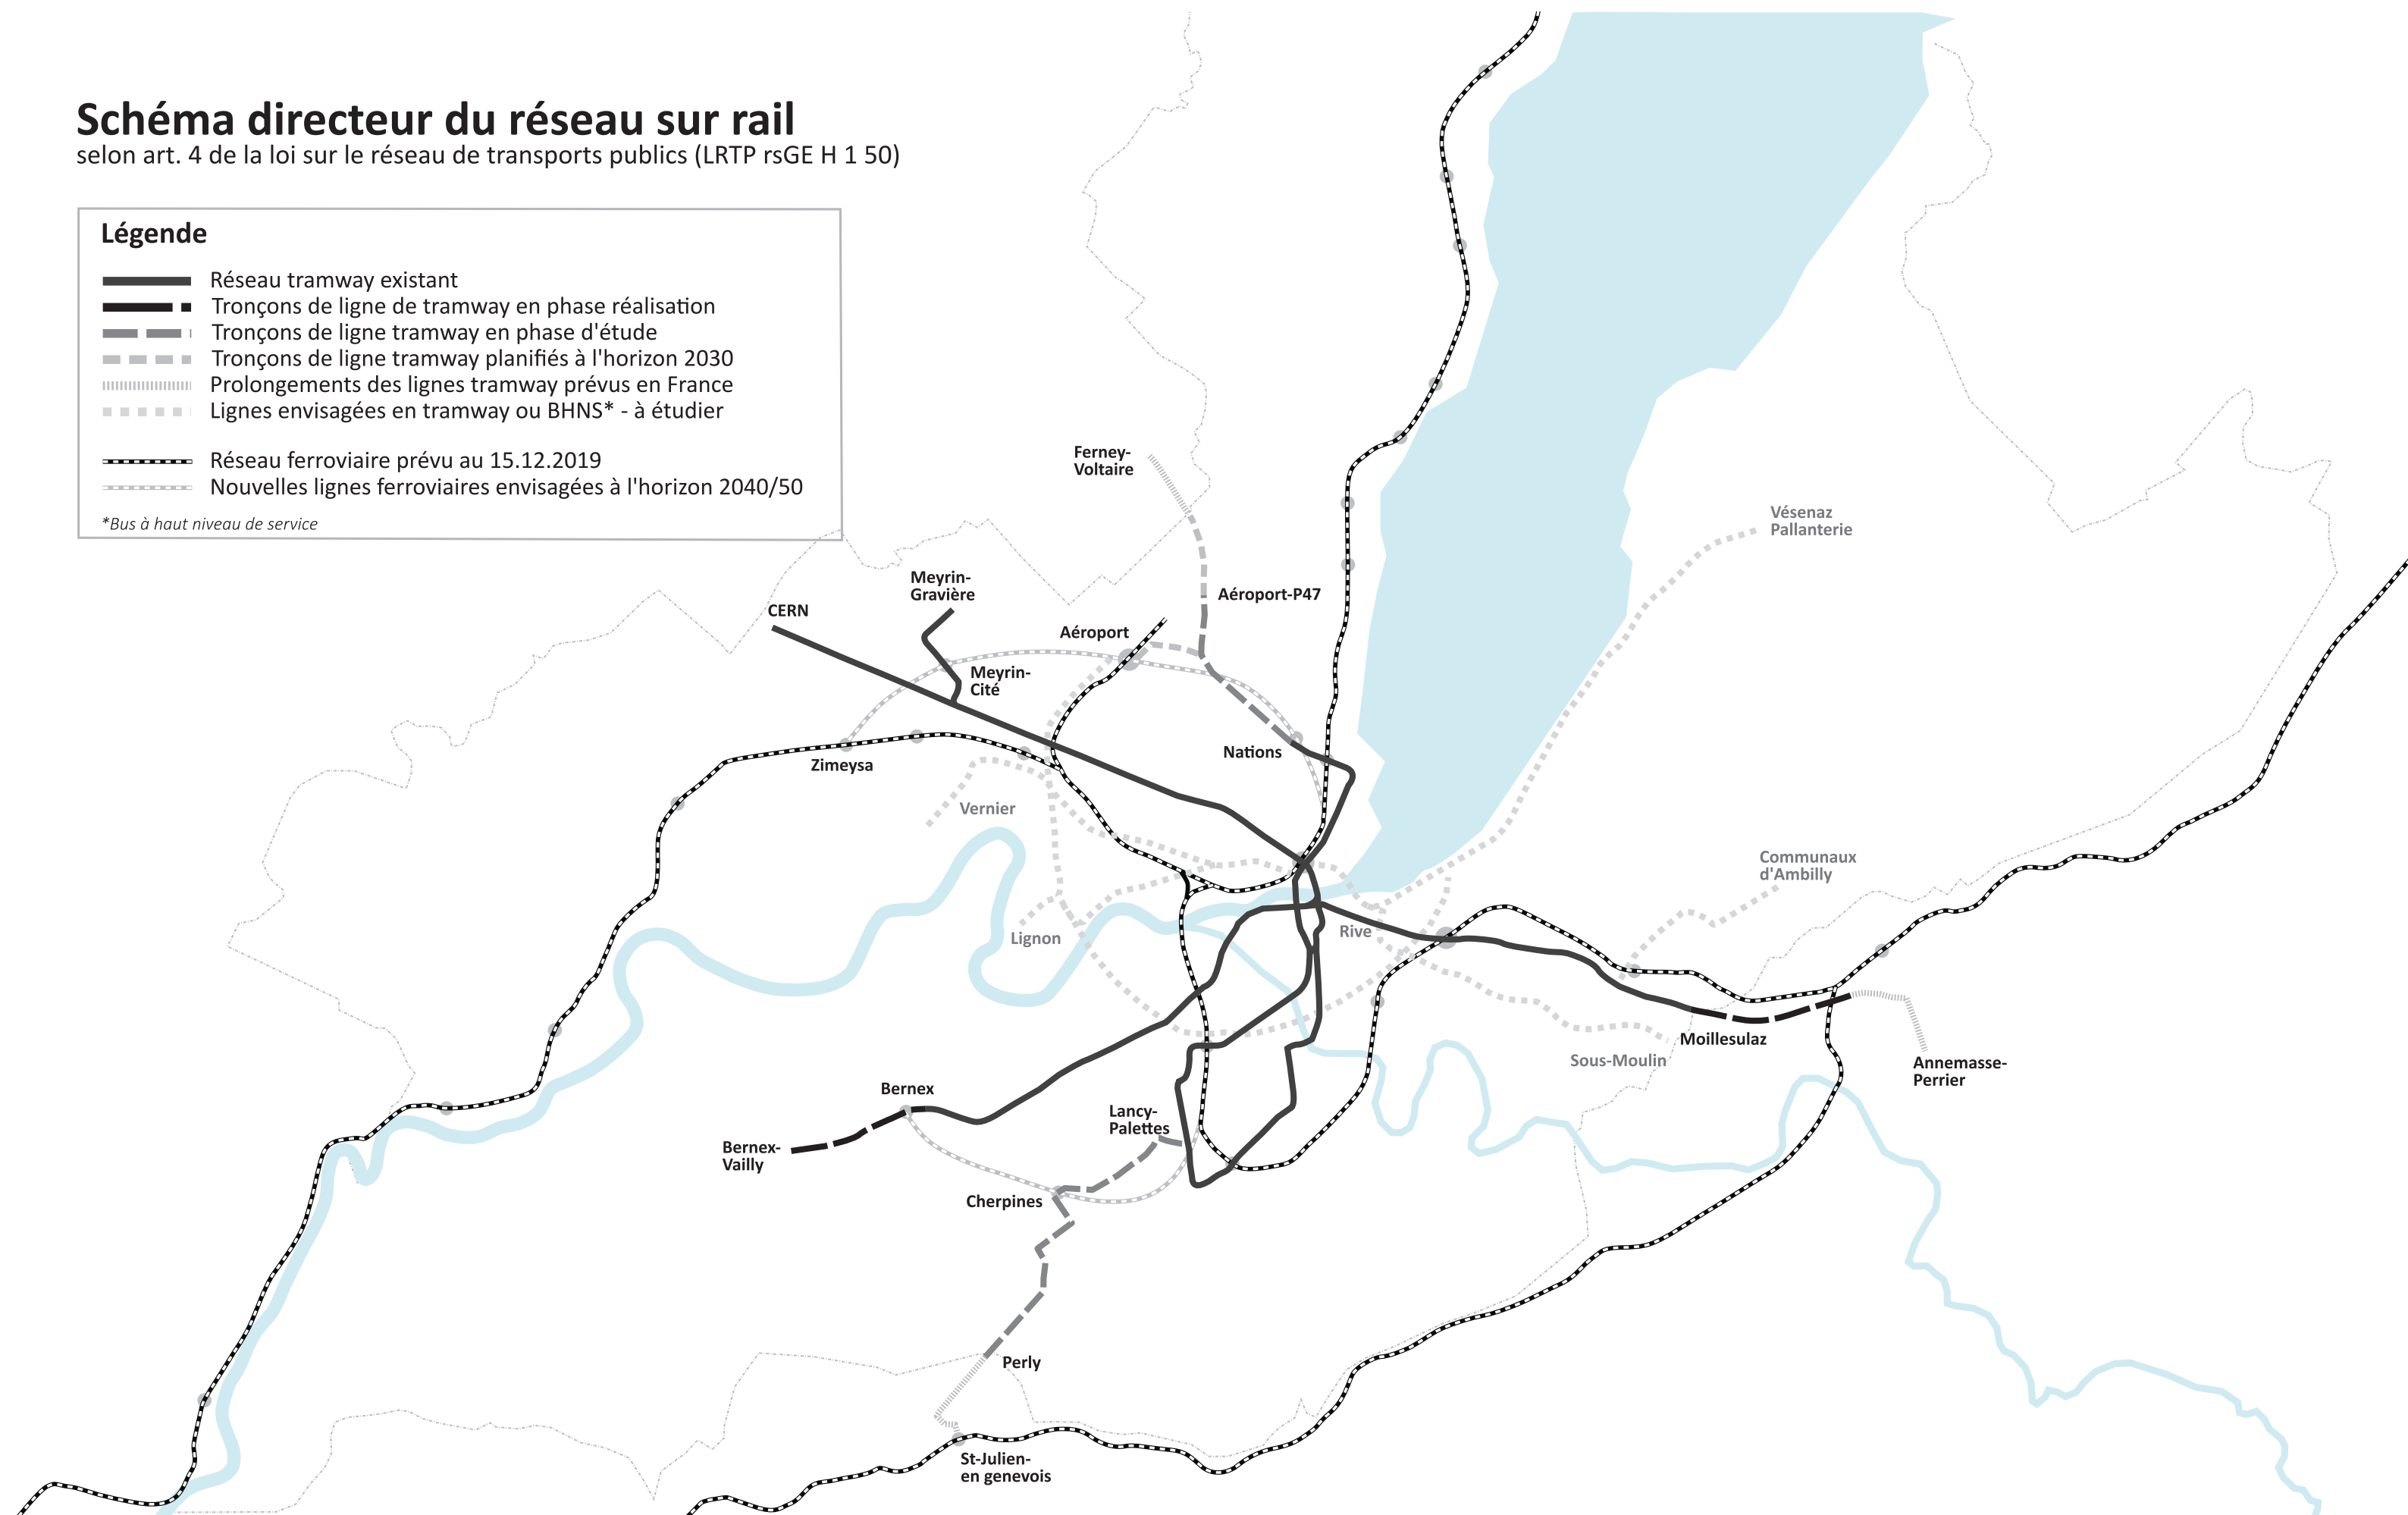 Schéma directeur du réseau sur rail
selon art. 4 de la loi sur le réseau de transports publics (LRTP rsGE H 1 50)
Légende
Réseau tramway existant
Tronçons de ligne de tramway en phase réalisation
Tronçons de ligne tramway en phase d'étude
Tronçons de ligne tramway planifiés à l'horizon 2030
Prolongements des lignes tramway prévus en France
Lignes envisagées en tramway ou BHNS* - à étudier
Réseau ferroviaire prévu au 15.12.2019
Nouvelles lignes ferroviaires envisagées à l'horizon 2040/50
*Bus à haut niveau de service
Ferney-
Voltaire
Vésenaz
Pallanterie
Meyrin-
Gravière
CERN
Aéroport-P47
Aéroport
Meyrin-
Cité
Nations
Zimeysa
Vernier
Communaux
d'Ambilly
Lignon
Rive
Moillesulaz
Sous-Moulin
Annemasse-
Perrier
Bernex
Lancy-
Palettes
Bernex-
Vailly
Cherpines
Perly
St-Julien-
en genevois